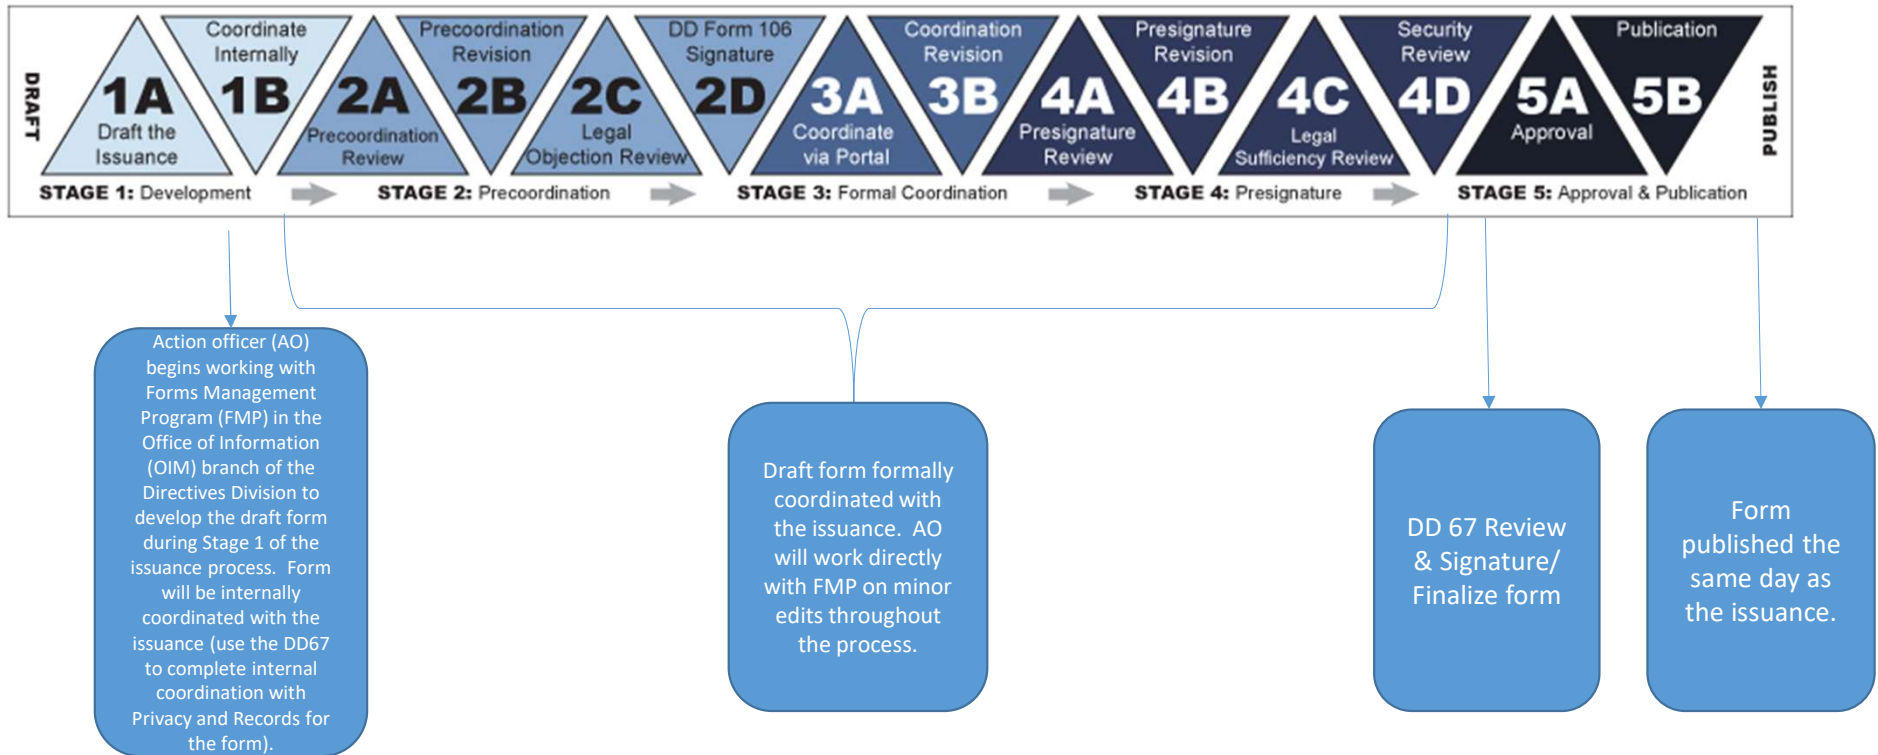 DRAFT
1A
Draft the
Issuance
Coordinate
Internally
1B
2A
Precoordination
Review
Precoordination
Revision
2B
2C
Legal
Objection Review
DD Form 106
Signature
2D
3A
Coordinate
via Portal
Coordination
Revision
3B
4A
Presignature
Review
Presignature
Revision
4B
4C
Legal
Sufficiency Review
Security
Review
4D
5A
Approval
Publication
5B
PUBLISH
STAGE 1: Development
STAGE 2: Precoordination
STAGE 3: Formal Coordination
STAGE 4: Presignature
STAGE 5: Approval & Publication
Action officer (AO)
begins working with
Forms Management
Program (FMP) in the
Office of Information
(OIM) branch of the
Directives Division to
develop the draft form
during Stage 1 of the
issuance process.  Form
will be internally
coordinated with the
issuance (use the DD67
to complete internal
coordination with
Privacy and Records for
the form).
Draft form formally
coordinated with
the issuance.  AO
will work directly
with FMP on minor
edits throughout
the process.
DD 67 Review
& Signature/
Finalize form
Form
published the
same day as
the issuance.